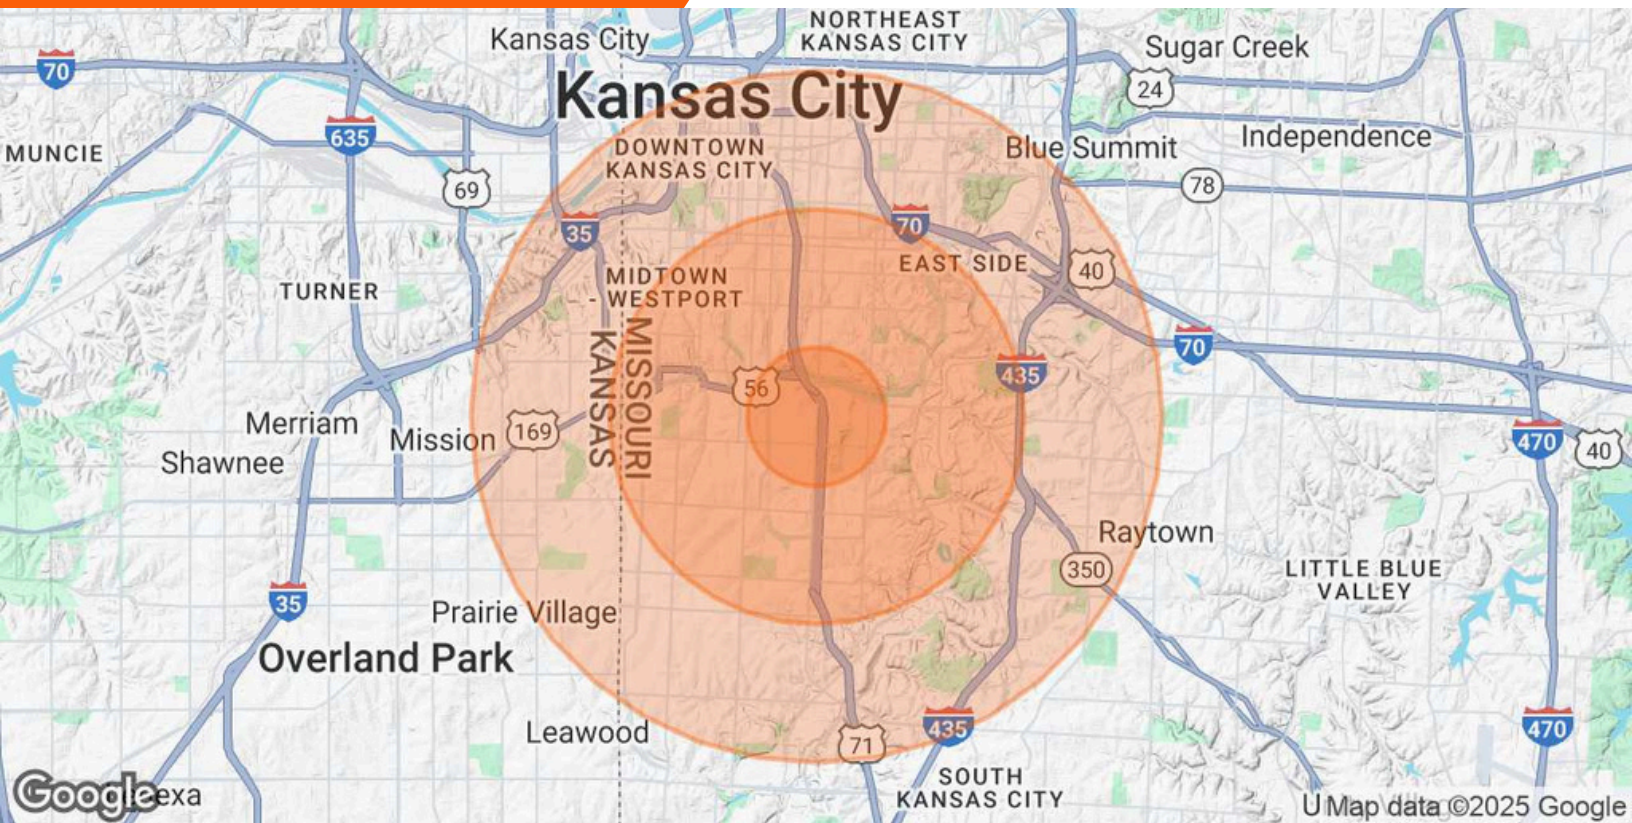 NORTHEAST
KANSAS CITY
Kansas City
Sugar Creek
70
24
Kansas City
635
Independence
MUNCIE
DOWNTOWN
KANSAS CITY
Blue Summit
69
78
35
70
EAST SIDE
40
MIDTOWN
- WESTPORT
TURNER
MISSOURI
KANSAS
70
435
56
Merriam
Mission
169
470
40
Shawnee
Raytown
350
LITTLE BLUE
VALLEY
35
Prairie Village
Overland Park
Leawood
71
435
470
SOUTH
KANSAS CITY
Google
exa
Map data ©2025 Google